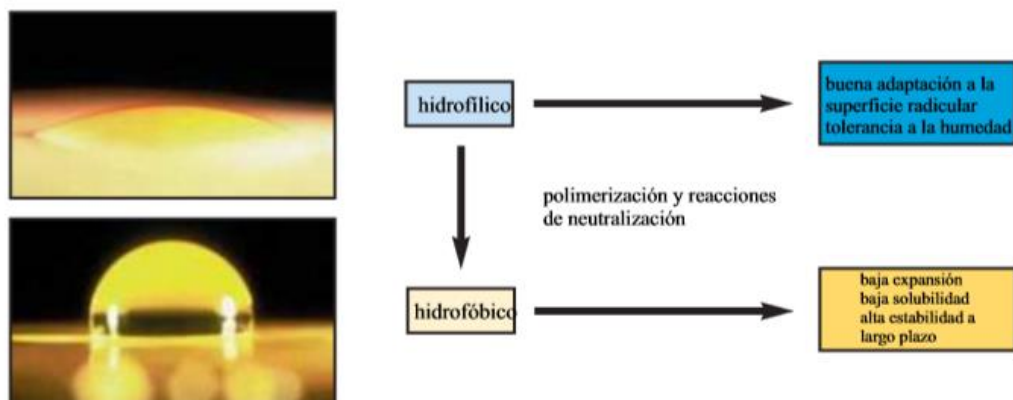 hidrofílico
buena adaptación a la
superficie radicular
tolerancia a la humedad
polimerización y reacciones
de neutralización
hidrofóbico
baja expansión
baja solubilidad
alta estabilidad a
largo plazo